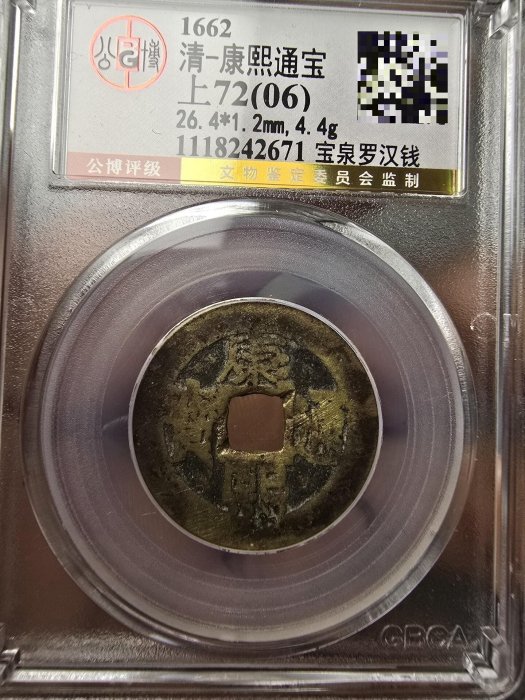 1662
公博
清-康熙通宝
上72(06)
26.4*1.2mm,4.4g
1118242671 宝泉罗汉钱
公博评级
文物鉴定委员会监制
康
寶 通
熙
GBCA